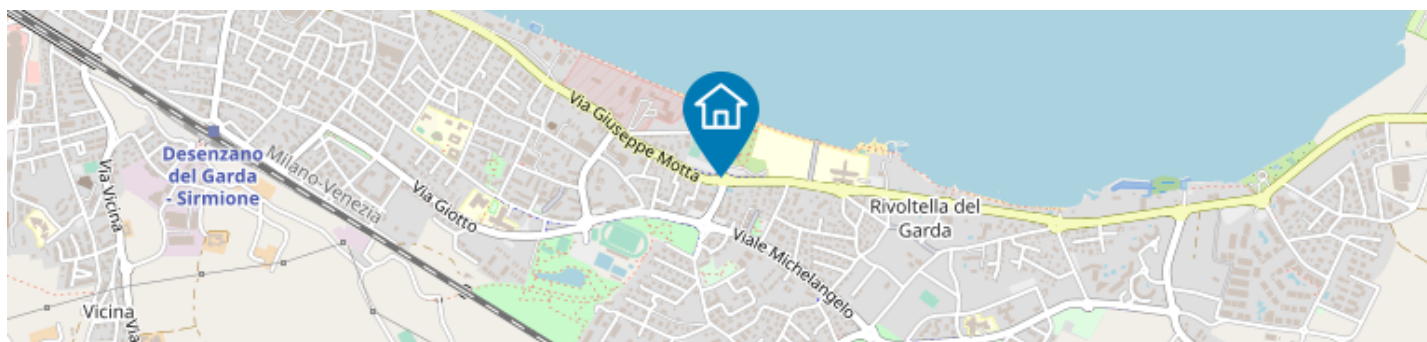 Via Giuseppe Motta
Desenzano
del Garda
- Sirmione
Milano-Venezia
Via Vicina
Via Giotto
Rivoltella del
Garda
Viale Michelangelo
Vicina
Via